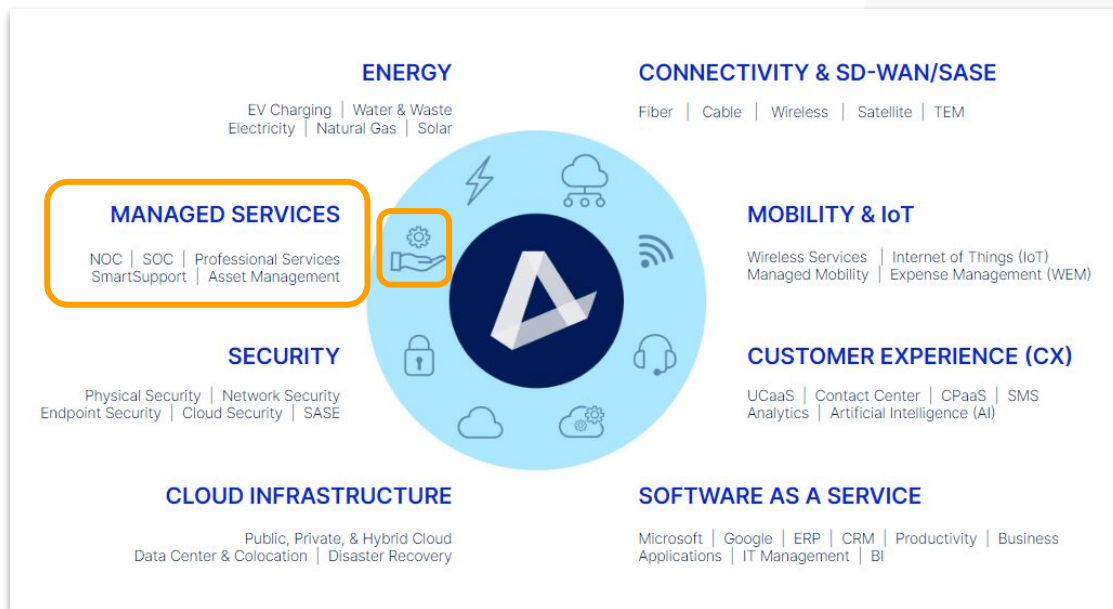 ENERGY
EV Charging | Water & Waste
Electricity | Natural Gas | Solar
CONNECTIVITY & SD-WAN/SASE
Fiber | Cable | Wireless | Satellite | TEM
MANAGED SERVICES
NOC | SOC | Professional Services
SmartSupport | Asset Management
MOBILITY & IoT
Wireless Services | Internet of Things (IoT)
Managed Mobility | Expense Management (WEM)
SECURITY
Physical Security | Network Security
Endpoint Security | Cloud Security | SASE
CUSTOMER EXPERIENCE (CX)
UCaaS | Contact Center | CPaaS | SMS
Analytics | Artificial Intelligence (AI)
CLOUD INFRASTRUCTURE
Public, Private, & Hybrid Cloud
Data Center & Colocation | Disaster Recovery
SOFTWARE AS A SERVICE
Microsoft | Google | ERP | CRM | Productivity | Business
Applications | IT Management | BI